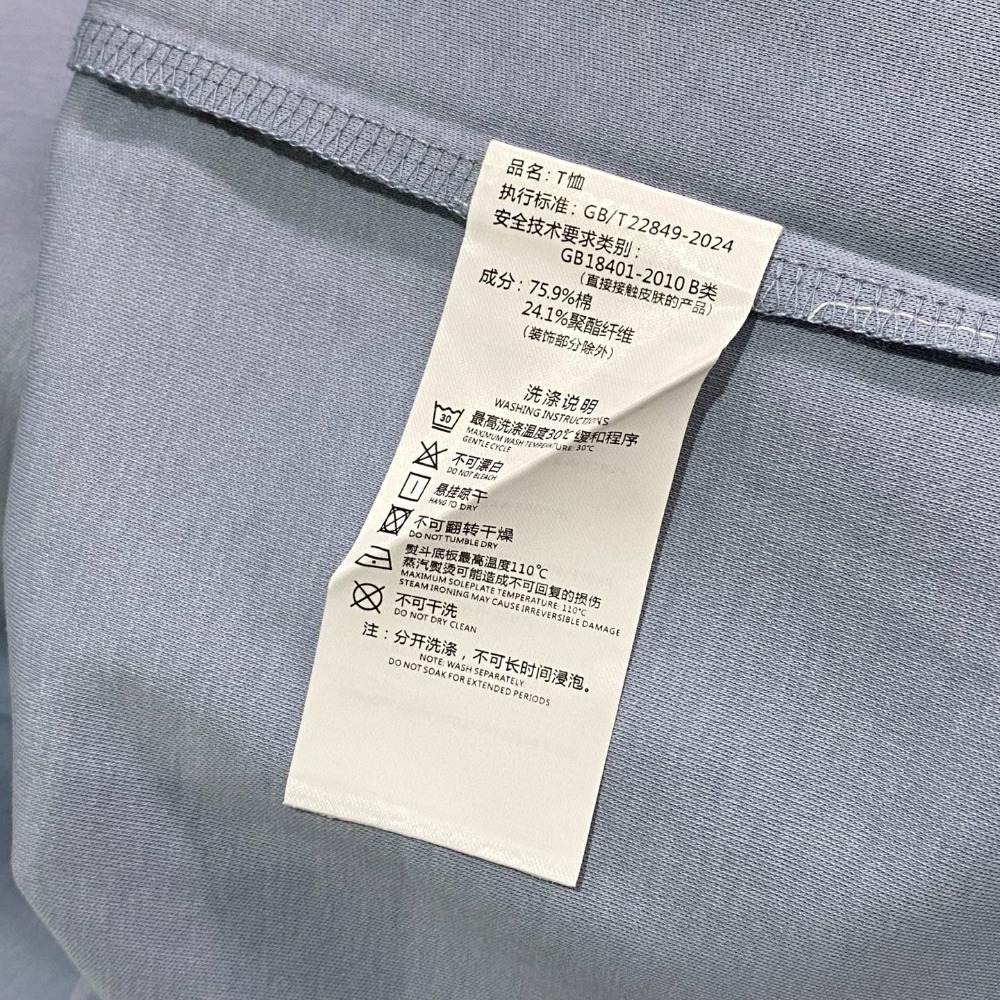 品名：T恤
执行标准：GB/T22849-2024
安全技术要求类别：
GB18401-2010 B类
（直接接触皮肤的产品）
成分：75.9%棉
24.1%聚酯纤维
（装饰部分除外）
洗涤说明
WASHING INSTRUCTIONS
30
最高洗涤温度30℃ 缓和程序
MAXIMUM WASH TEMPERATURE: 30℃
GENTLE CYCLE
不可漂白
DO NOT BLEACH
悬挂晾干
HANG TO DRY
不可翻转干燥
DO NOT TUMBLE DRY
熨斗底板最高温度110℃
蒸汽熨烫可能造成不可回复的损伤
MAXIMUM SOLEPLATE TEMPERATURE: 110℃
STEAM IRONING MAY CAUSE IRREVERSIBLE DAMAGE
不可干洗
DO NOT DRY CLEAN
注：分开洗涤，不可长时间浸泡。
NOTE: WASH SEPARATELY.
DO NOT SOAK FOR EXTENDED PERIODS